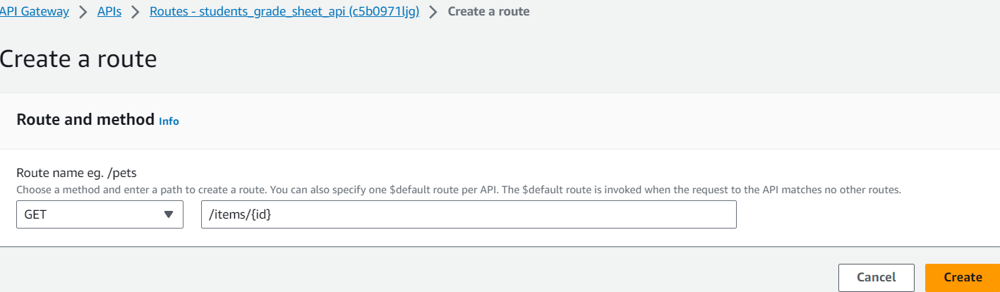 API Gateway > APIs > Routes - students_grade_sheet_api (c5b0971ljg) > Create a route
Create a route
Route and method Info
Route name eg. /pets
Choose a method and enter a path to create a route. You can also specify one $default route per API. The $default route is invoked when the request to the API matches no other routes.
GET /items/{id}
Cancel Create